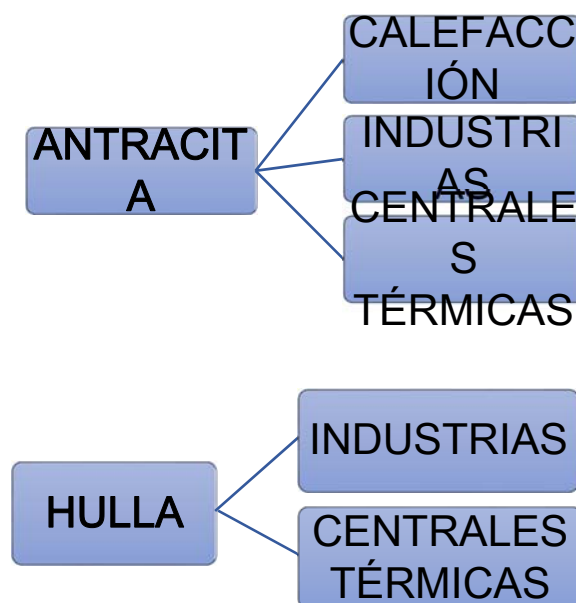 CALEFACC
IÓN
ANTRACIT
A
INDUSTRI
AS
CENTRALE
S
TÉRMICAS
INDUSTRIAS
HULLA
CENTRALES
TÉRMICAS